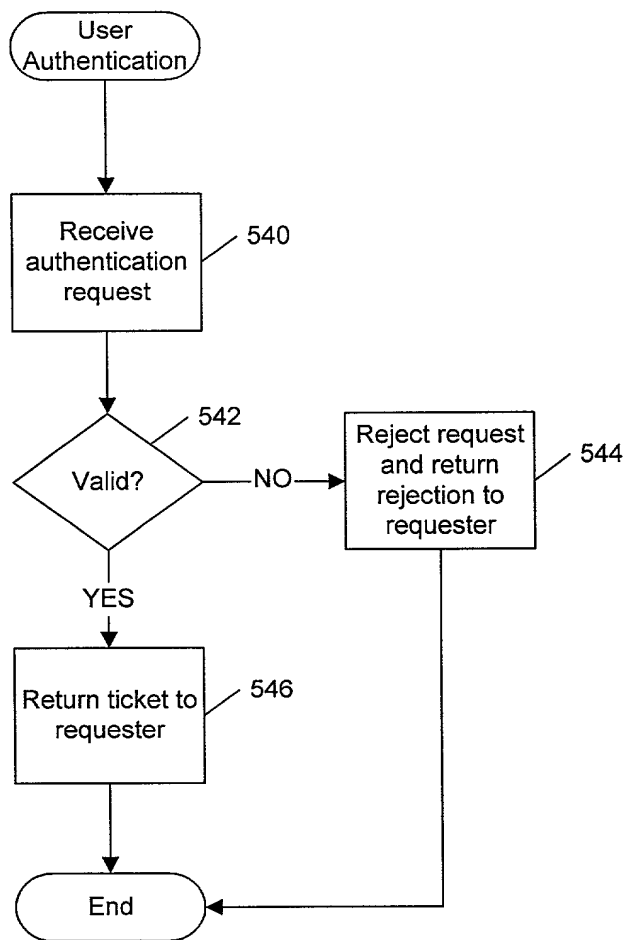 User
Authentication
Receive
authentication
request
540
542
Valid?
NO
Reject request
and return
rejection to
requester
544
YES
Return ticket to
requester
546
End